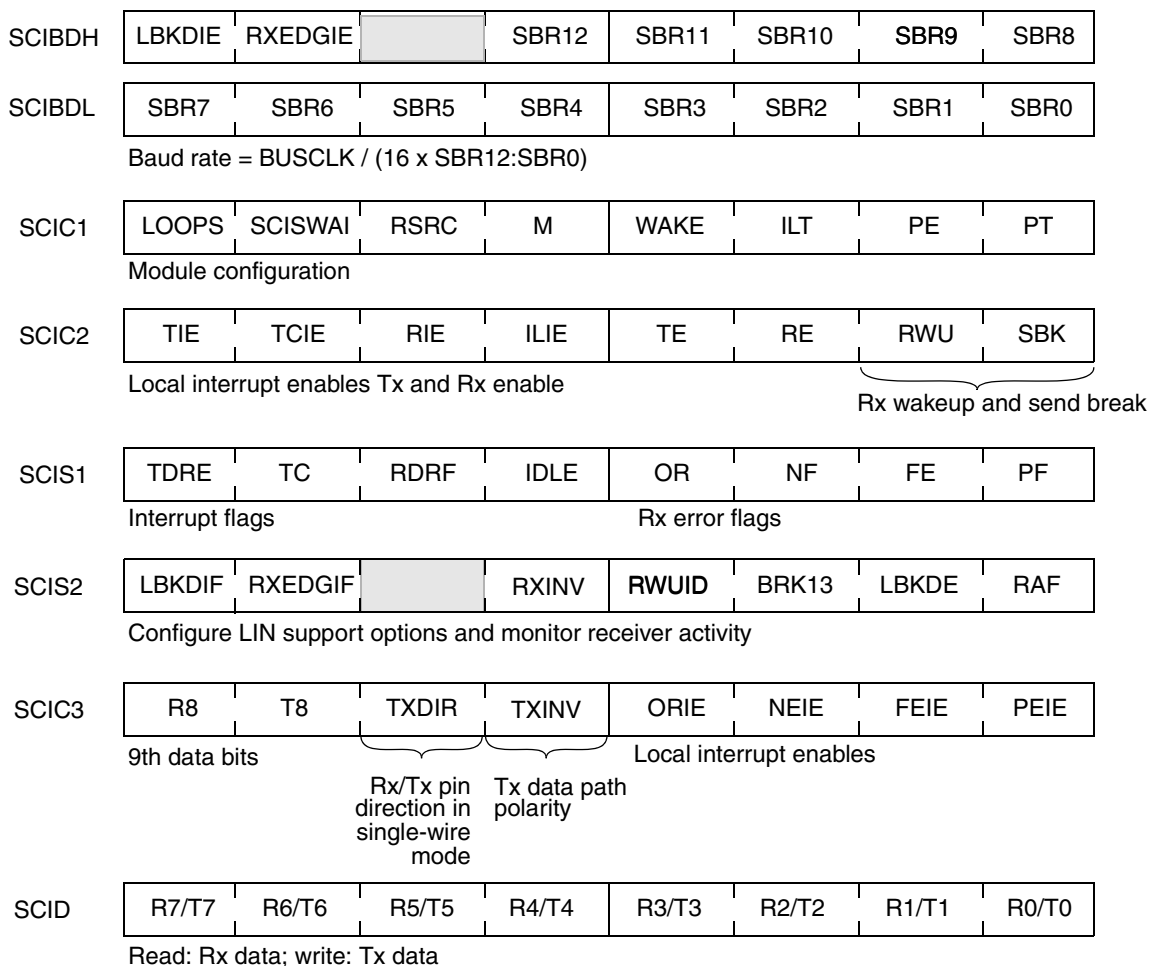 SCIBDH LBKDIE RXEDGIE SBR12 SBR11 SBR10 SBR9 SBR8
SCIBDL SBR7 SBR6 SBR5 SBR4 SBR3 SBR2 SBR1 SBR0
Baud rate = BUSCLK / (16 x SBR12:SBR0)
SCIC1 LOOPS SCISWAI RSRC M WAKE ILT PE PT
Module configuration
SCIC2 TIE TCIE RIE ILIE TE RE RWU SBK
Local interrupt enables Tx and Rx enable
Rx wakeup and send break
SCIS1 TDRE TC RDRF IDLE OR NF FE PF
Interrupt flags Rx error flags
SCIS2 LBKDIF RXEDGIF RXINV RWUID BRK13 LBKDE RAF
Configure LIN support options and monitor receiver activity
SCIC3 R8 T8 TXDIR TXINV ORIE NEIE FEIE PEIE
9th data bits Local interrupt enables
Rx/Tx pin
direction in
single-wire
mode
Tx data path
polarity
SCID R7/T7 R6/T6 R5/T5 R4/T4 R3/T3 R2/T2 R1/T1 R0/T0
Read: Rx data; write: Tx data